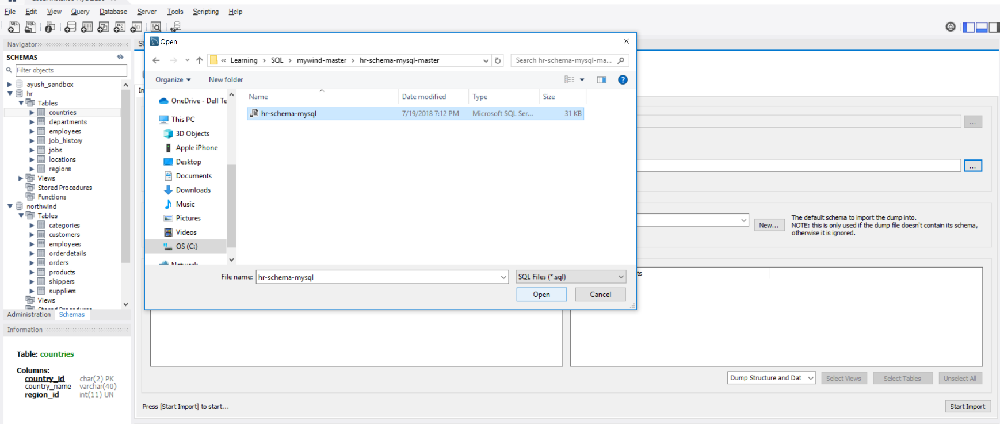 File Edit View Query Database Server Tools Scripting Help
Navigator
SCHEMAS
Filter objects
ayush_sandbox
hr
Tables
countries
departments
employees
job_history
jobs
locations
regions
Views
Stored Procedures
Functions
northwind
Tables
categories
customers
employees
orderdetails
orders
products
shippers
suppliers
Views
Administration Schemas
Information
Table: countries
Columns:
country_id char(2) PK
country_name varchar(40)
region_id int(11) UN
Open
« Learning > SQL > mywind-master > hr-schema-mysql-master
Search hr-schema-mysql-ma...
Organize New folder
Name Date modified Type Size
hr-schema-mysql 7/19/2018 7:12 PM Microsoft SQL Ser... 31 KB
OneDrive - Dell Te
This PC
3D Objects
Apple iPhone
Desktop
Documents
Downloads
Music
Pictures
Videos
OS (C:)
Network
File name: hr-schema-mysql SQL Files (*.sql)
Open Cancel
...
...
New...
The default schema to import the dump into.
NOTE: this is only used if the dump file doesn't contain its schema,
otherwise it is ignored.
ts
Dump Structure and Dat Select Views Select Tables Unselect All
Press [Start Import] to start...
Start Import